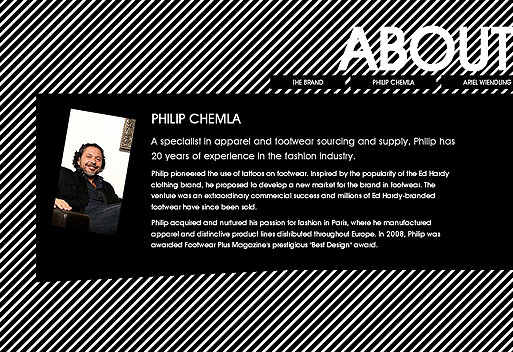 ABOUT
THE BRAND PHILIP CHEMLA ARIEL WIENDLING
PHILIP CHEMLA
A specialist in apparel and footwear sourcing and supply, Philip has
20 years of experience in the fashion industry.
Philip pioneered the use of tattoos on footwear. Inspired by the popularity of the Ed Hardy
clothing brand, he proposed to develop a new market for the brand in footwear. The
venture was an extraordinary commercial success and millions of Ed Hardy-branded
footwear have since been sold.
Philip acquired and nurtured his passion for fashion in Paris, where he manufactured
apparel and distinctive product lines distributed throughout Europe. In 2008, Philip was
awarded Footwear Plus Magazine's prestigious "Best Design" award.